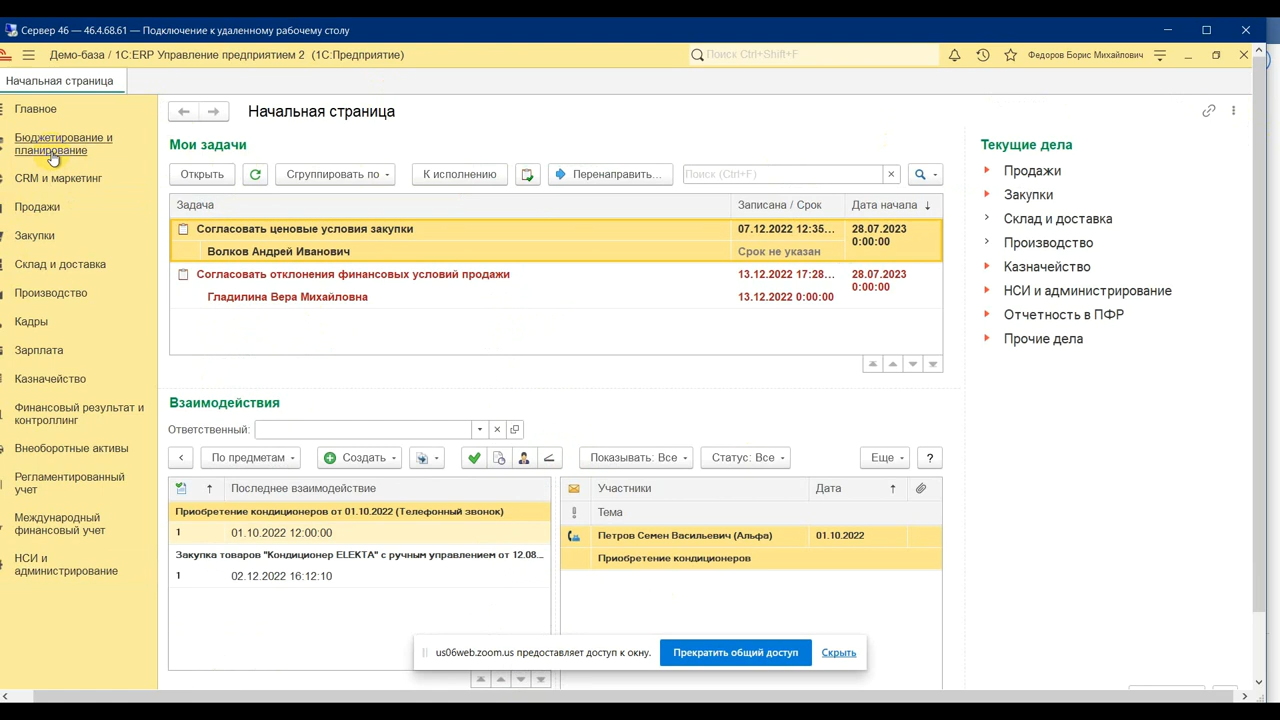 Сервер 46 — 46.4.68.61 — Подключение к удаленному рабочему столу
Демо-база / 1С:ERP Управление предприятием 2 (1С:Предприятие)
Поиск Ctrl+Shift+F
Федоров Борис Михайлович
Начальная страница
Главное
Бюджетирование и
планирование
CRM и маркетинг
Продажи
Закупки
Склад и доставка
Производство
Кадры
Зарплата
Казначейство
Финансовый результат и
контроллинг
Внеоборотные активы
Регламентированный
учет
Международный
финансовый учет
НСИ и
администрирование
Начальная страница
Мои задачи
Открыть
Сгруппировать по
К исполнению
Перенаправить...
Поиск (Ctrl+F)
Задача Записана / Срок Дата начала ↓
Согласовать ценовые условия закупки 07.12.2022 12:35... 28.07.2023
0:00:00
Волков Андрей Иванович Срок не указан
Согласовать отклонения финансовых условий продажи 13.12.2022 17:28... 28.07.2023
0:00:00
Гладилина Вера Михайловна 13.12.2022 0:00:00
Текущие дела
Продажи
Закупки
Склад и доставка
Производство
Казначейство
НСИ и администрирование
Отчетность в ПФР
Прочие дела
Взаимодействия
Ответственный:
По предметам
Создать
Показывать: Все
Статус: Все
Еще
?
↑ Последнее взаимодействие
Приобретение кондиционеров от 01.10.2022 (Телефонный звонок)
1 01.10.2022 12:00:00
Закупка товаров "Кондиционер ELEKTA" с ручным управлением от 12.08...
1 02.12.2022 16:12:10
Участники Дата ↑
! Тема
Петров Семен Васильевич (Альфа) 01.10.2022
Приобретение кондиционеров
us06web.zoom.us предоставляет доступ к окну.
Прекратить общий доступ
Скрыть